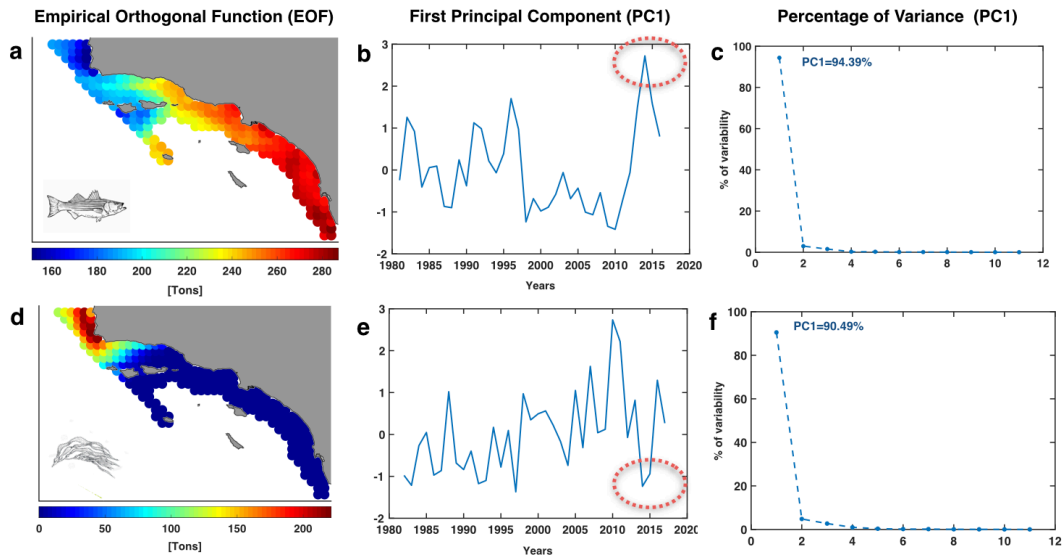 Empirical Orthogonal Function (EOF) First Principal Component (PC1) Percentage of Variance (PC1)
a
160 180 200 220 240 260 280
[Tons]
b
3
2
1
0
-1
-2
1980 1985 1990 1995 2000 2005 2010 2015 2020
Years
c
PC1=94.39%
% of variability
100
80
60
40
20
0
0 2 4 6 8 10 12
d
0 50 100 150 200
[Tons]
e
3
2
1
0
-1
-2
1980 1985 1990 1995 2000 2005 2010 2015 2020
Years
f
PC1=90.49%
% of variability
100
80
60
40
20
0
0 2 4 6 8 10 12